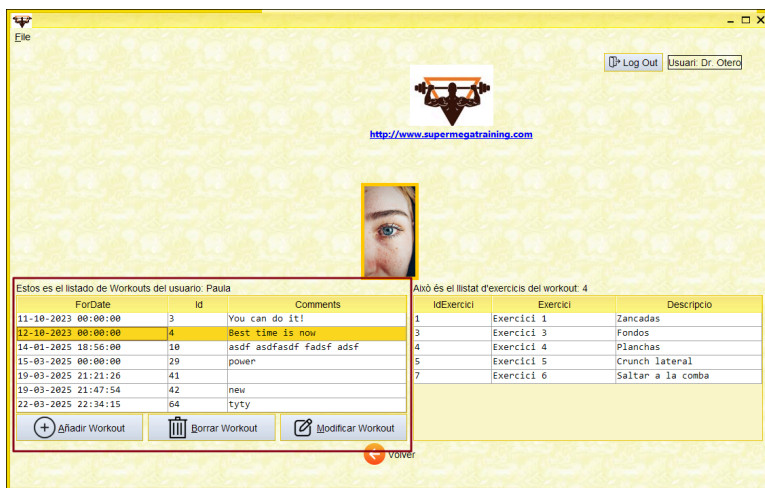 File
Log Out Usuari: Dr. Otero
http://www.supermegatraining.com
Estos es el listado de Workouts del usuario: Paula
ForDate Id Comments
11-10-2023 00:00:00 3 You can do it!
12-10-2023 00:00:00 4 Best time is now
14-01-2025 18:56:00 10 asdf asdfasdf fadsf adsf
15-03-2025 00:00:00 29 power
19-03-2025 21:21:26 41
19-03-2025 21:47:54 42 new
22-03-2025 22:34:15 64 tyty
Añadir Workout Borrar Workout Modificar Workout
Això és el llistat d'exercicis del workout: 4
IdExercici Exercici Descripcio
1 Exercici 1 Zancadas
3 Exercici 3 Fondos
4 Exercici 4 Planchas
5 Exercici 5 Crunch lateral
7 Exercici 6 Saltar a la comba
Volver